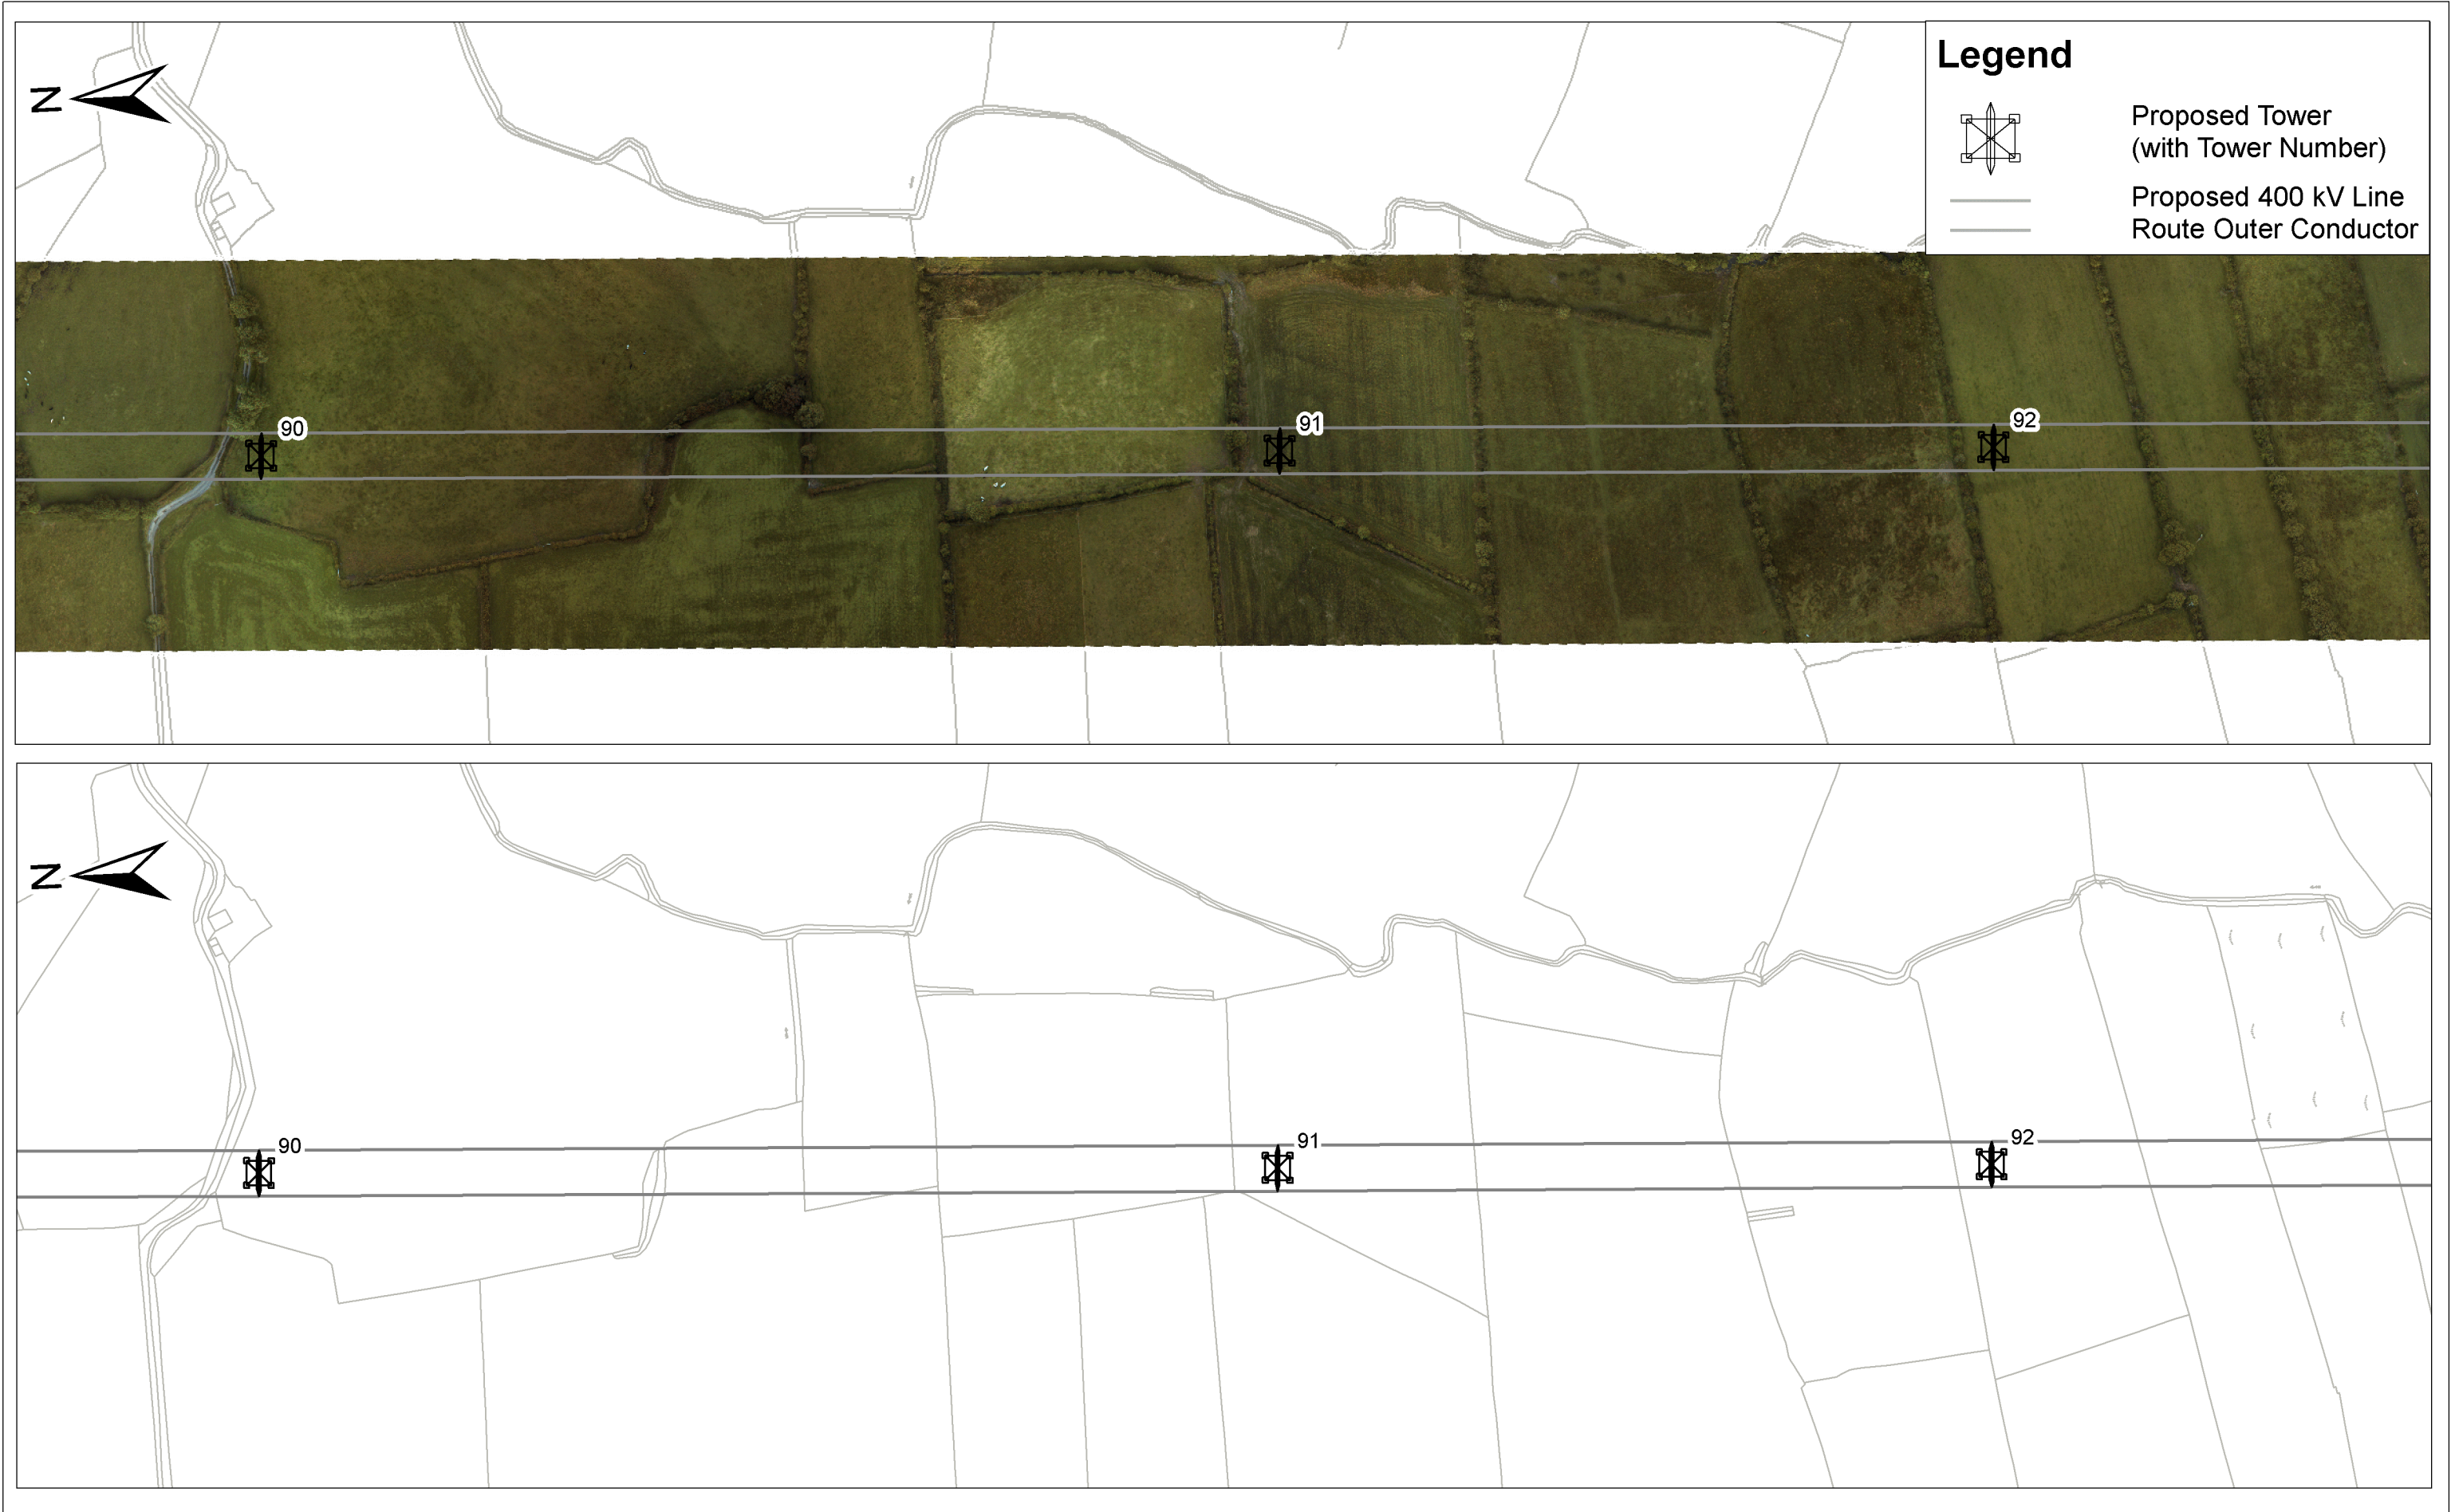 N
Legend
Proposed Tower
(with Tower Number)
Proposed 400 kV Line
Route Outer Conductor
90
91
92
N
90
91
92